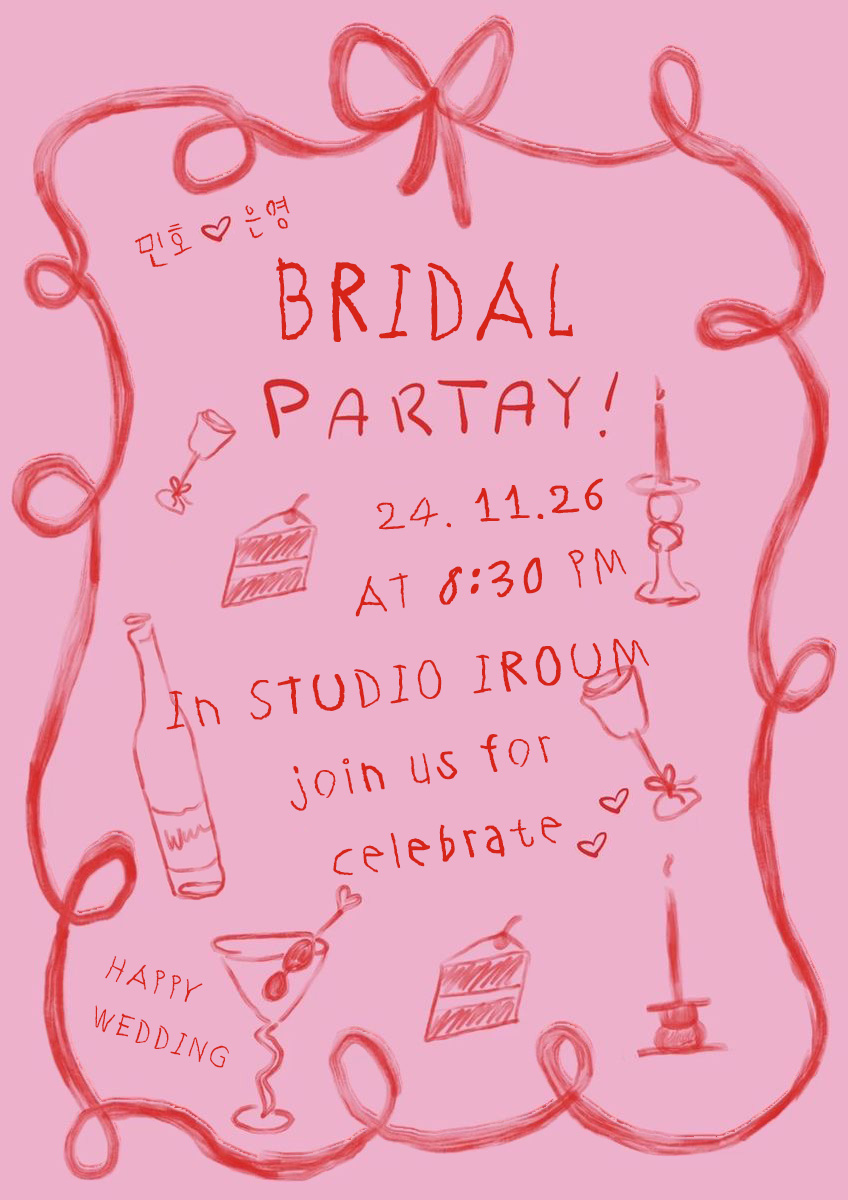 민호 ♡ 은영
BRIDAL
PARTAY!
24. 11.26
AT 8:30 PM
In STUDIO IROUM
join us for
celebrate
HAPPY
WEDDING